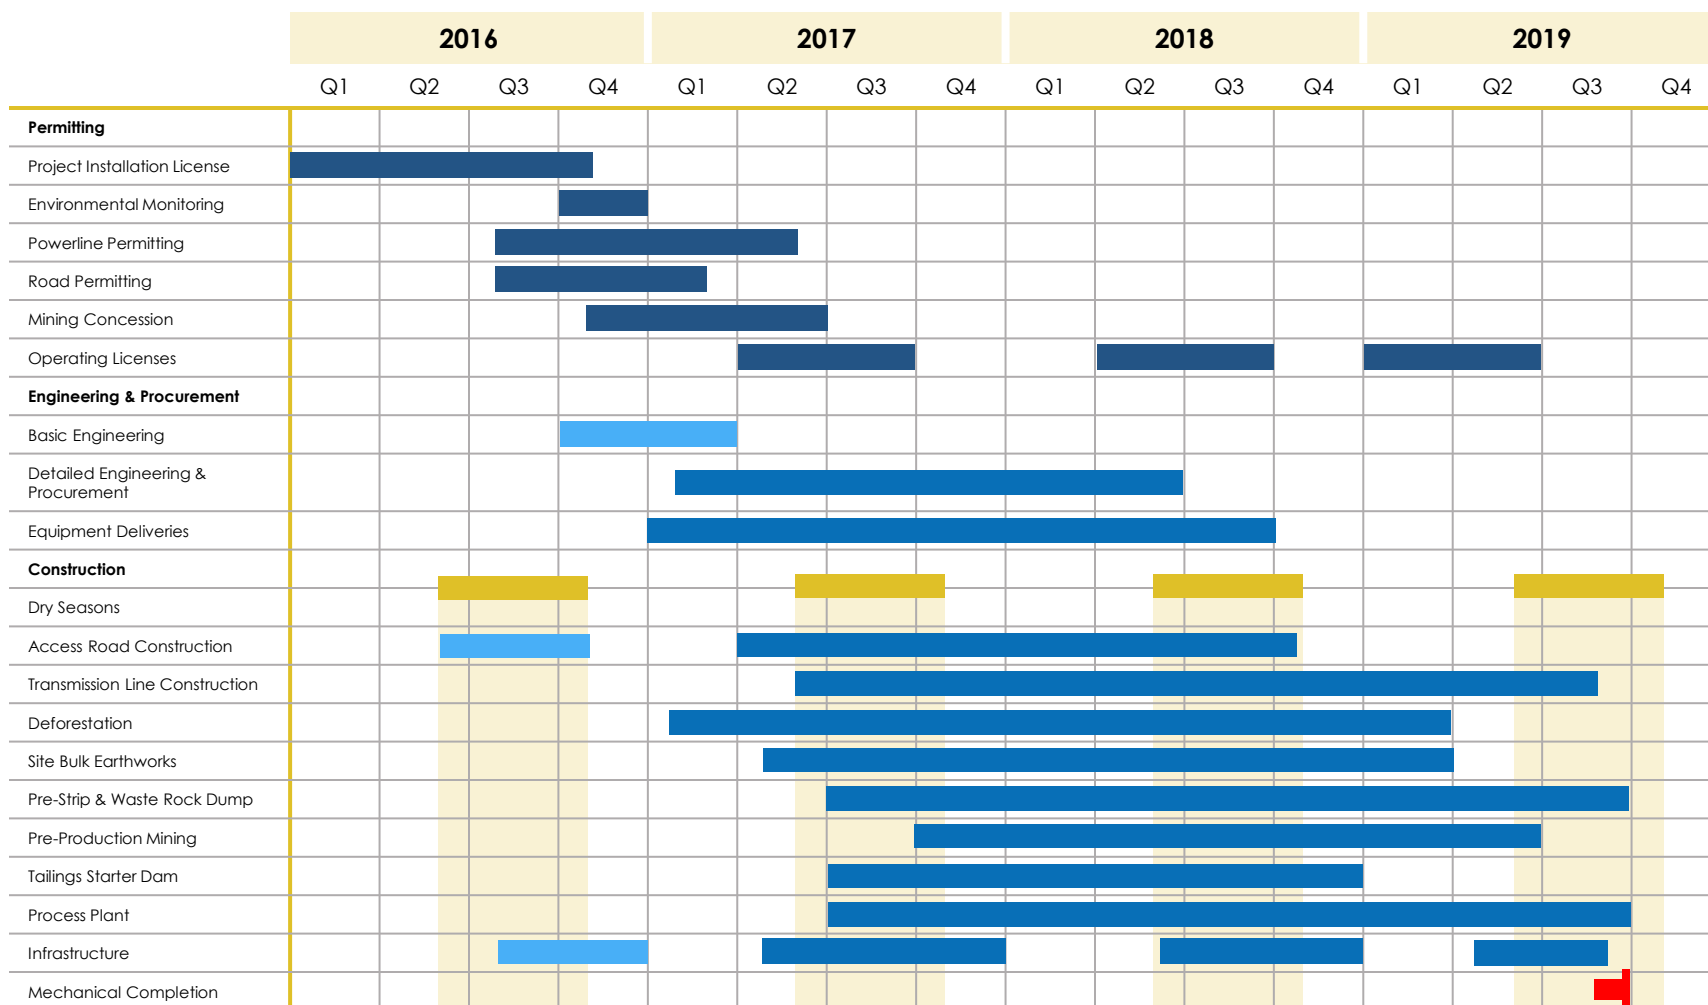 2016 2017 2018 2019
Q1 Q2 Q3 Q4 Q1 Q2 Q3 Q4 Q1 Q2 Q3 Q4 Q1 Q2 Q3 Q4
Permitting
Project Installation License
Environmental Monitoring
Powerline Permitting
Road Permitting
Mining Concession
Operating Licenses
Engineering & Procurement
Basic Engineering
Detailed Engineering &
Procurement
Equipment Deliveries
Construction
Dry Seasons
Access Road Construction
Transmission Line Construction
Deforestation
Site Bulk Earthworks
Pre-Strip & Waste Rock Dump
Pre-Production Mining
Tailings Starter Dam
Process Plant
Infrastructure
Mechanical Completion